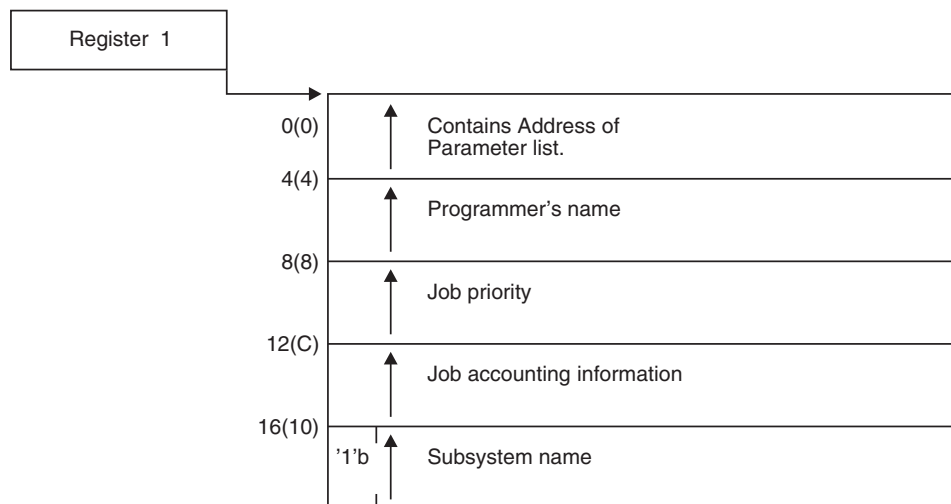 Register 1
0(0)
Contains Address of
Parameter list.
4(4)
Programmer's name
8(8)
Job priority
12(C)
Job accounting information
16(10)
'1'b
Subsystem name